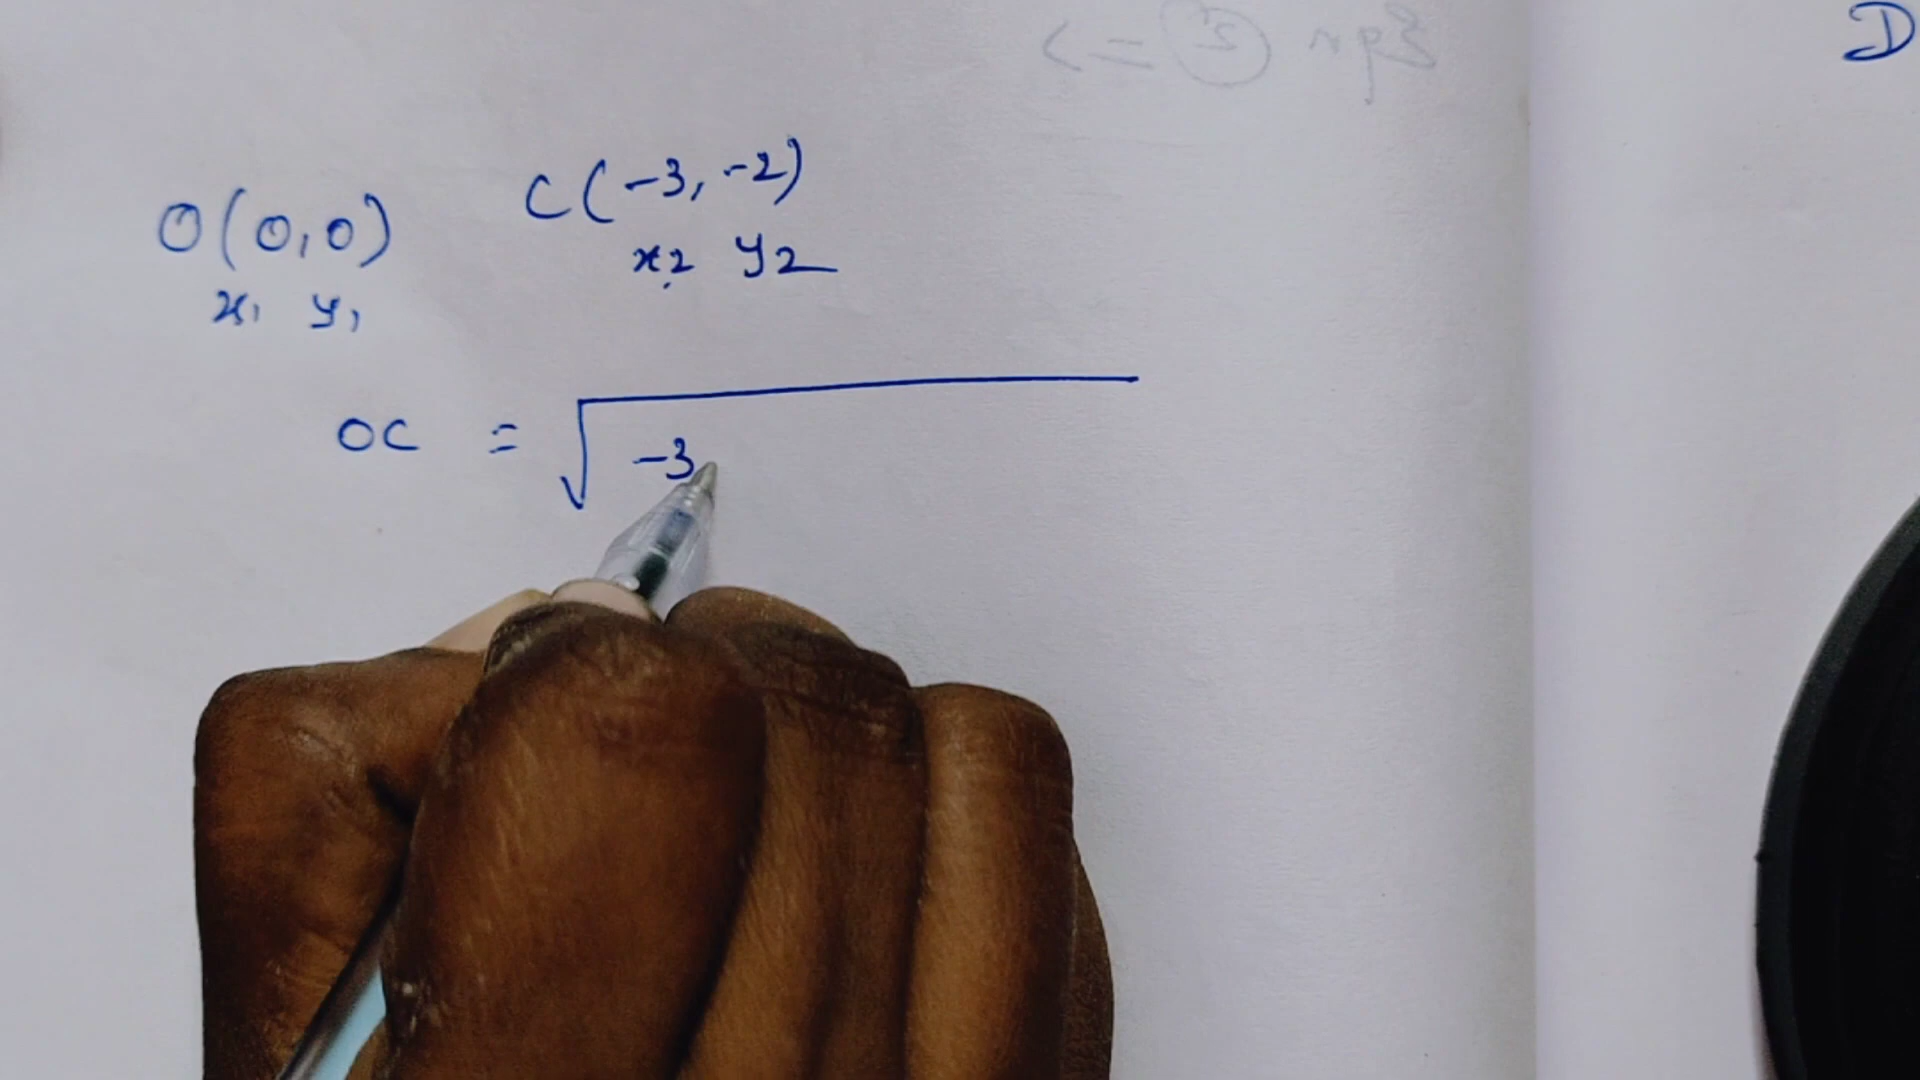 D
O(0,0) C(-3,-2)
x₁ y₁ x₂ y₂
OC = √-3